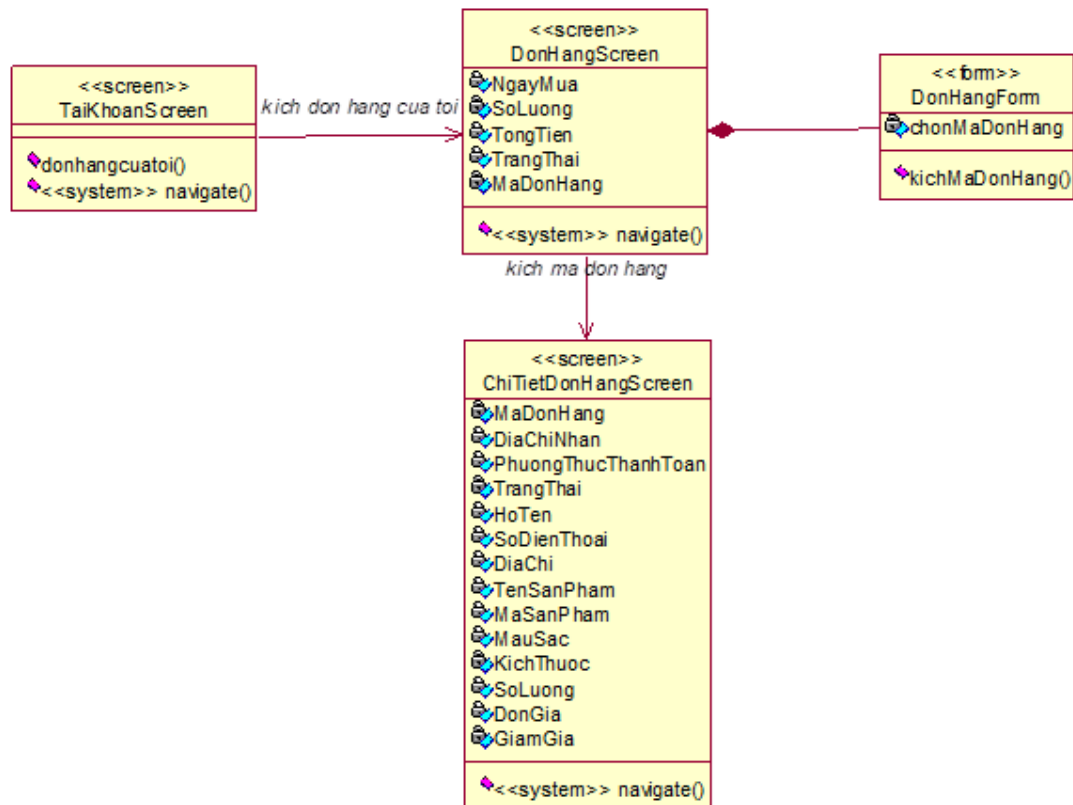 <<screen>>
TaiKhoanScreen
donhangcuatoi()
<<system>> navigate()
kich don hang cua toi
<<screen>>
DonHangScreen
NgayMua
SoLuong
TongTien
TrangThai
MaDonHang
<<system>> navigate()
<<form>>
DonHangForm
chonMaDonHang
kichMaDonHang()
kich ma don hang
<<screen>>
ChiTietDonHangScreen
MaDonHang
DiaChiNhan
PhuongThucThanhToan
TrangThai
HoTen
SoDienThoai
DiaChi
TenSanPham
MaSanPham
MauSac
KichThuoc
SoLuong
DonGia
GiamGia
<<system>> navigate()